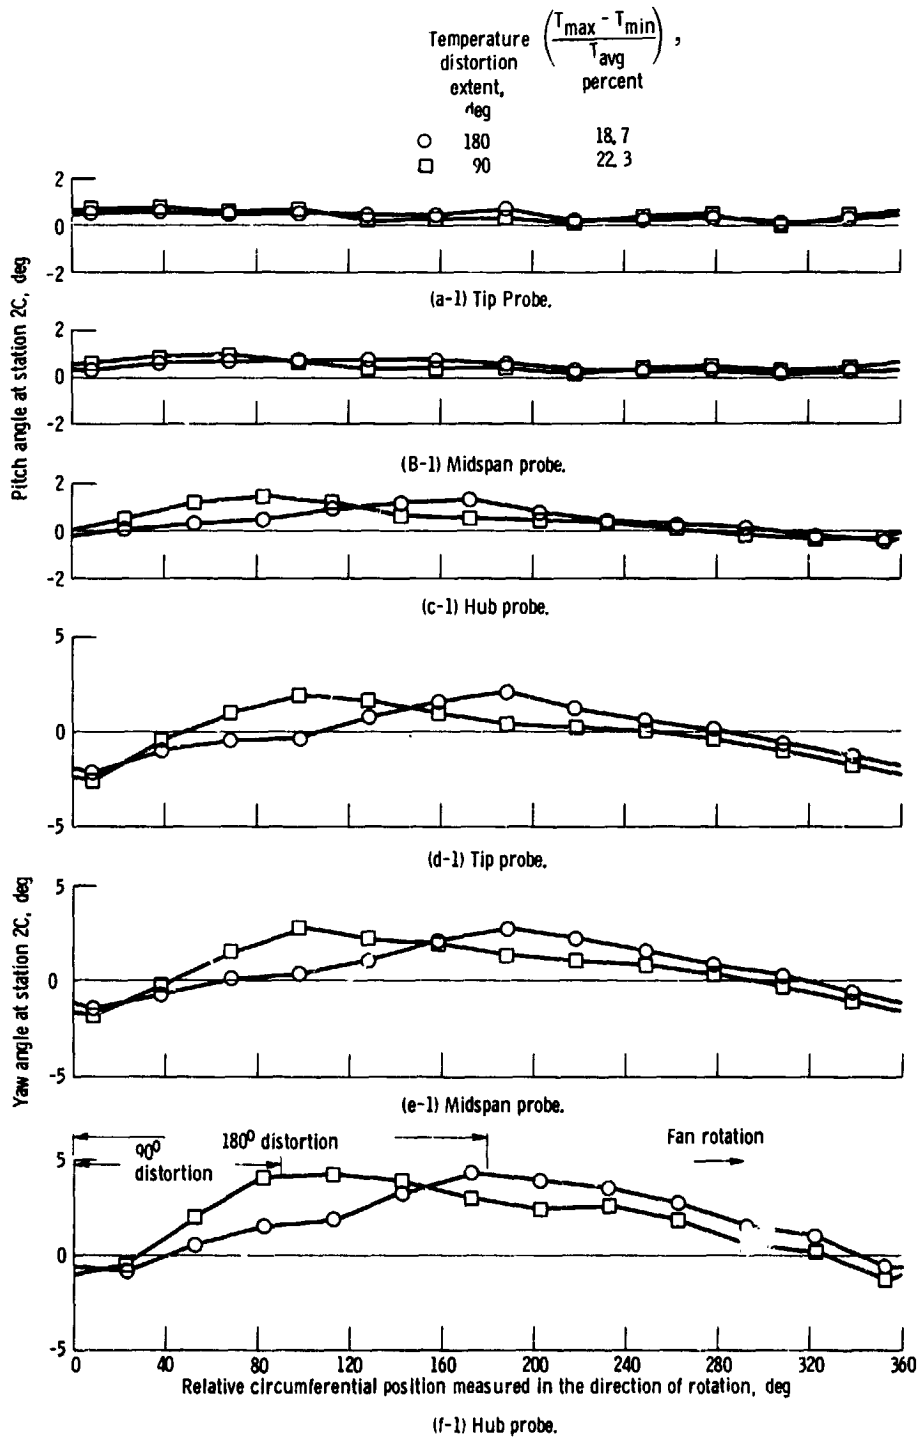 Temperature distortion extent, deg
(Tmax - Tmin / Tavg), percent
○ 180 18.7
□ 90 22.3
Pitch angle at station 2C, deg
2
0
-2
(a-1) Tip Probe.
2
0
-2
(B-1) Midspan probe.
2
0
-2
(c-1) Hub probe.
Yaw angle at station 2C, deg
5
0
-5
(d-1) Tip probe.
5
0
-5
(e-1) Midspan probe.
180° distortion
90° distortion
Fan rotation
5
0
-5
0 40 80 120 160 200 240 280 320 360
Relative circumferential position measured in the direction of rotation, deg
(f-1) Hub probe.